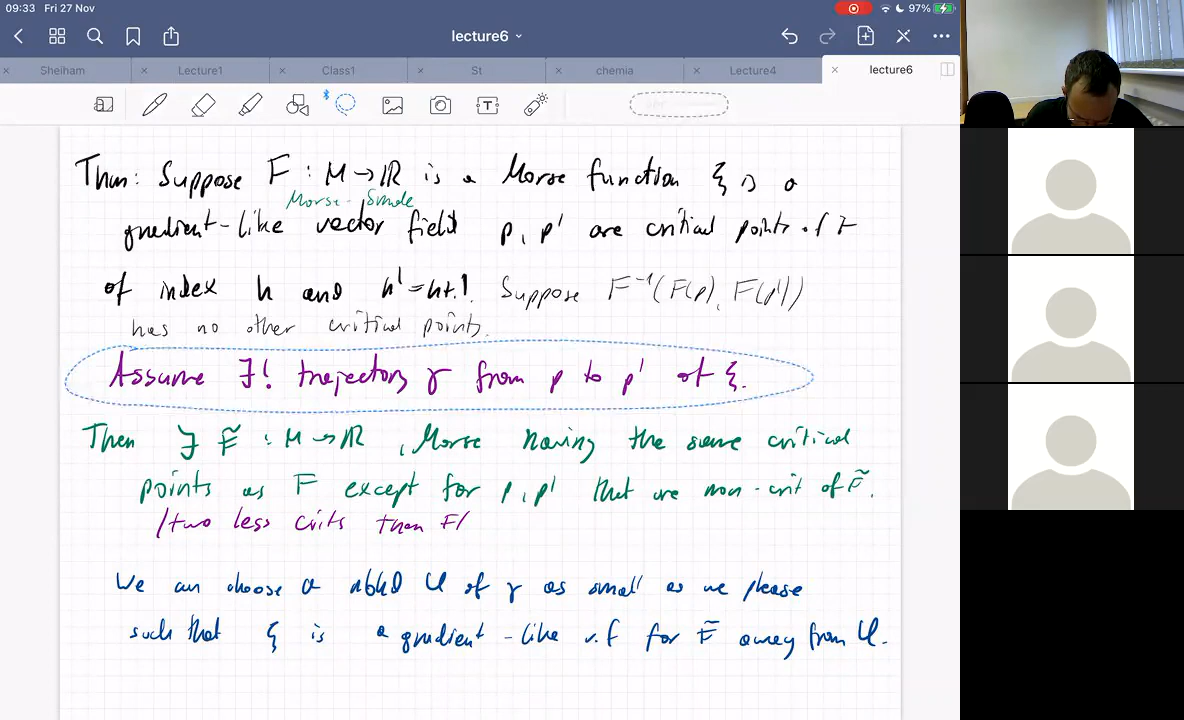 09:33 Fri 27 Nov
97%
lecture6
Sheiham
Lecture1
Class1
St
chemia
Lecture4
lecture6
Thm: Suppose F : M → ℝ is a Morse function ξ is a
Morse-Smale
gradient-like vector field p, p' are critical points of F
of index h and h' = h+1. Suppose F⁻¹(F(p), F(p'))
has no other critical points.
Assume ∃! trajectory γ from p to p' of ξ.
Then ∃ F̃ : M → ℝ, Morse having the same critical
points as F except for p, p' that are non-crit of F̃.
/two less crits than F/
We can choose a nbhd U of γ as small as we please
such that ξ is a gradient-like v.f for F̃ away from U.